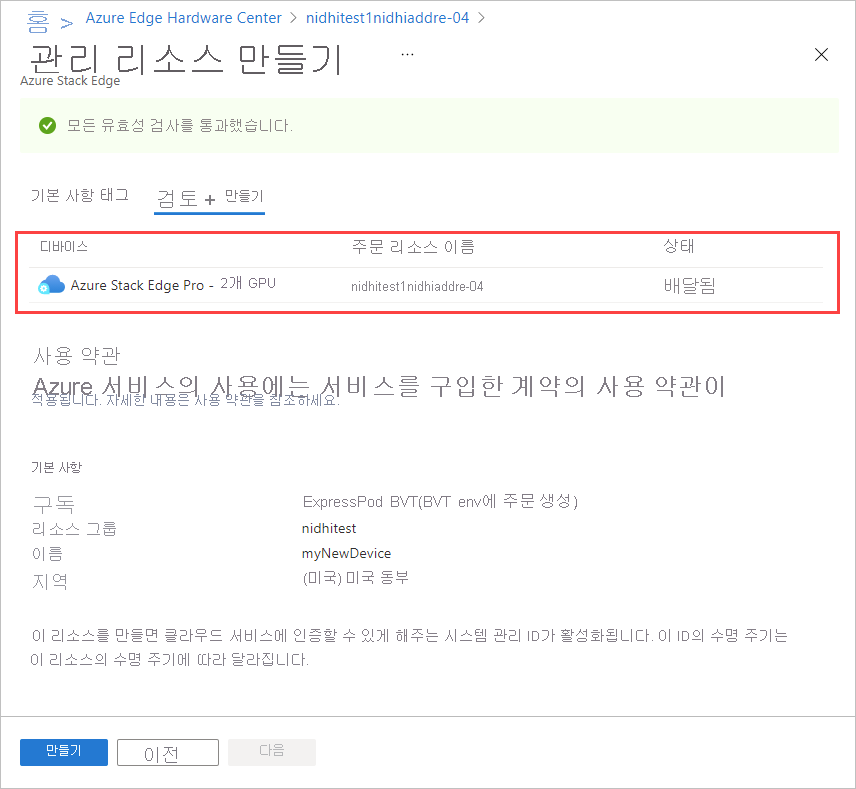 홈 > Azure Edge Hardware Center > nidhitest1nidhiaddre-04 >
관리 리소스 만들기 ...
Azure Stack Edge
모든 유효성 검사를 통과했습니다.
기본 사항 태그 검토 + 만들기
디바이스 주문 리소스 이름 상태
Azure Stack Edge Pro - 2개 GPU nidhitest1nidhiaddre-04 배달됨
사용 약관
Azure 서비스의 사용에는 서비스를 구입한 계약의 사용 약관이
적용됩니다. 자세한 내용은 사용 약관을 참조하세요.
기본 사항
구독 ExpressPod BVT(BVT env에 주문 생성)
리소스 그룹 nidhitest
이름 myNewDevice
지역 (미국) 미국 동부
이 리소스를 만들면 클라우드 서비스에 인증할 수 있게 해주는 시스템 관리 ID가 활성화됩니다. 이 ID의 수명 주기는
이 리소스의 수명 주기에 따라 달라집니다.
만들기 이전 다음